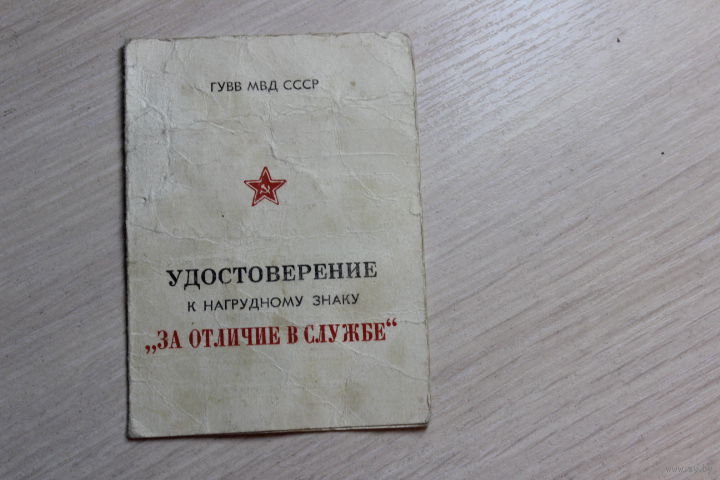 ГУВВ МВД СССР
УДОСТОВЕРЕНИЕ
К НАГРУДНОМУ ЗНАКУ
„ЗА ОТЛИЧИЕ В СЛУЖБЕ“